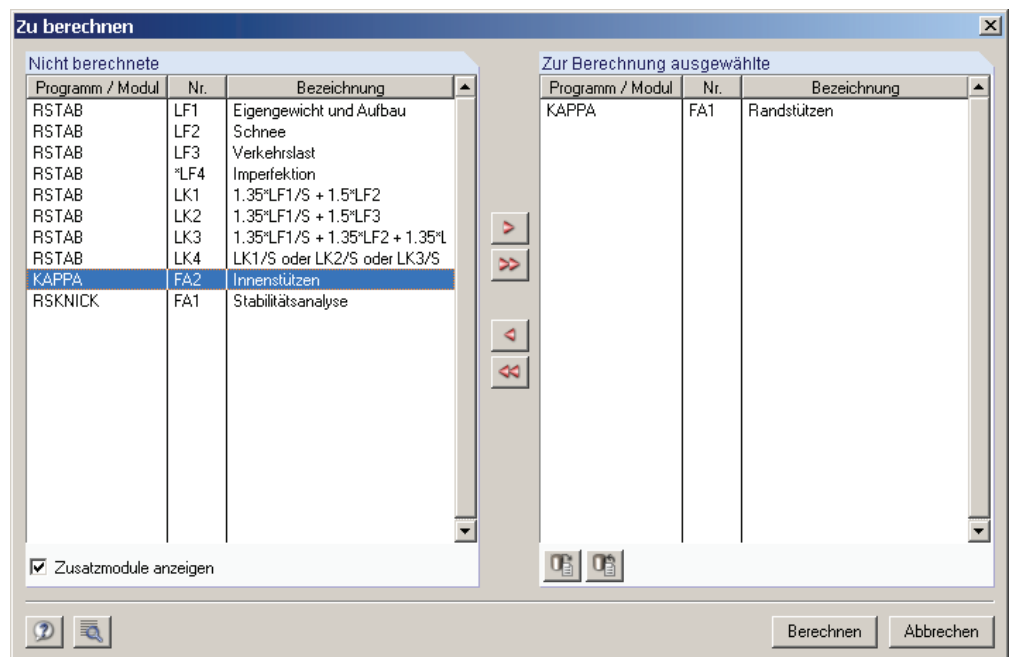 Zu berechnen
Nicht berechnete
Programm / Modul Nr. Bezeichnung
RSTAB LF1 Eigengewicht und Aufbau
RSTAB LF2 Schnee
RSTAB LF3 Verkehrslast
RSTAB *LF4 Imperfektion
RSTAB LK1 1.35*LF1/S + 1.5*LF2
RSTAB LK2 1.35*LF1/S + 1.5*LF3
RSTAB LK3 1.35*LF1/S + 1.35*LF2 + 1.35*L
RSTAB LK4 LK1/S oder LK2/S oder LK3/S
KAPPA FA2 Innenstützen
RSKNICK FA1 Stabilitätsanalyse
Zusatzmodule anzeigen
Zur Berechnung ausgewählte
Programm / Modul Nr. Bezeichnung
KAPPA FA1 Randstützen
Berechnen Abbrechen